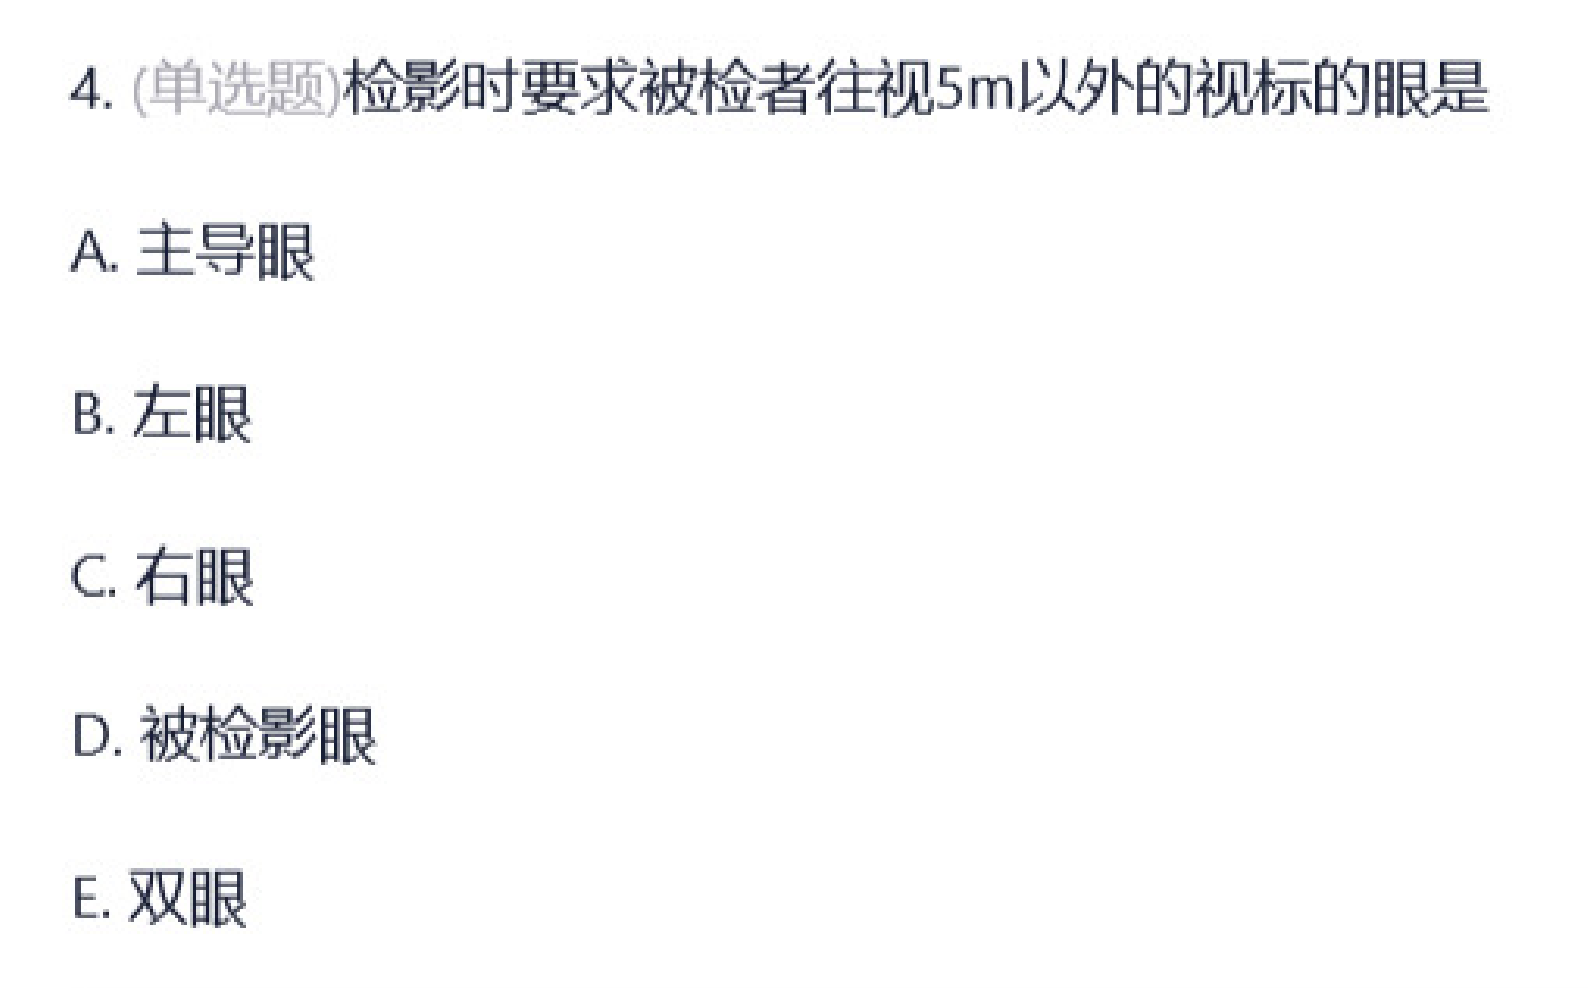 4. (单选题)检影时要求被检者往视5m以外的视标的眼是
A. 主导眼
B. 左眼
C. 右眼
D. 被检影眼
E. 双眼